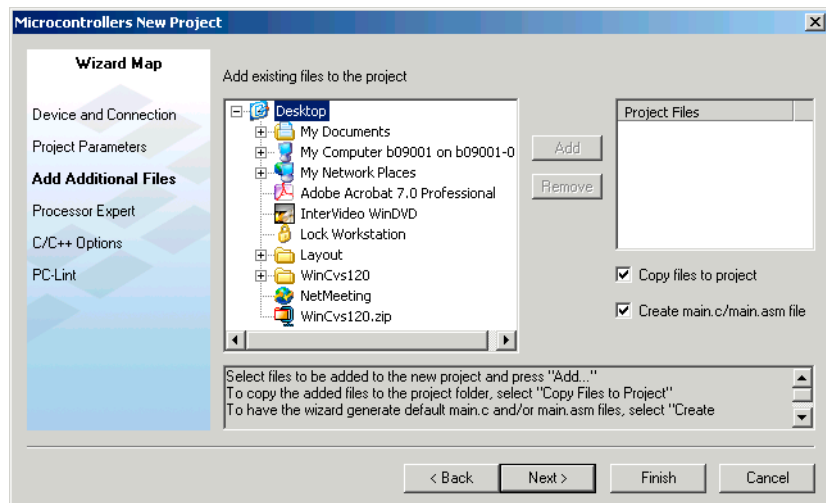 Microcontrollers New Project
Wizard Map
Device and Connection
Project Parameters
Add Additional Files
Processor Expert
C/C++ Options
PC-Lint
Add existing files to the project
Desktop
My Documents
My Computer b09001 on b09001-0
My Network Places
Adobe Acrobat 7.0 Professional
InterVideo WinDVD
Lock Workstation
Layout
WinCvs120
NetMeeting
WinCvs120.zip
Add
Remove
Project Files
Copy files to project
Create main.c/main.asm file
Select files to be added to the new project and press "Add..."
To copy the added files to the project folder, select "Copy Files to Project"
To have the wizard generate default main.c and/or main.asm files, select "Create
< Back
Next >
Finish
Cancel